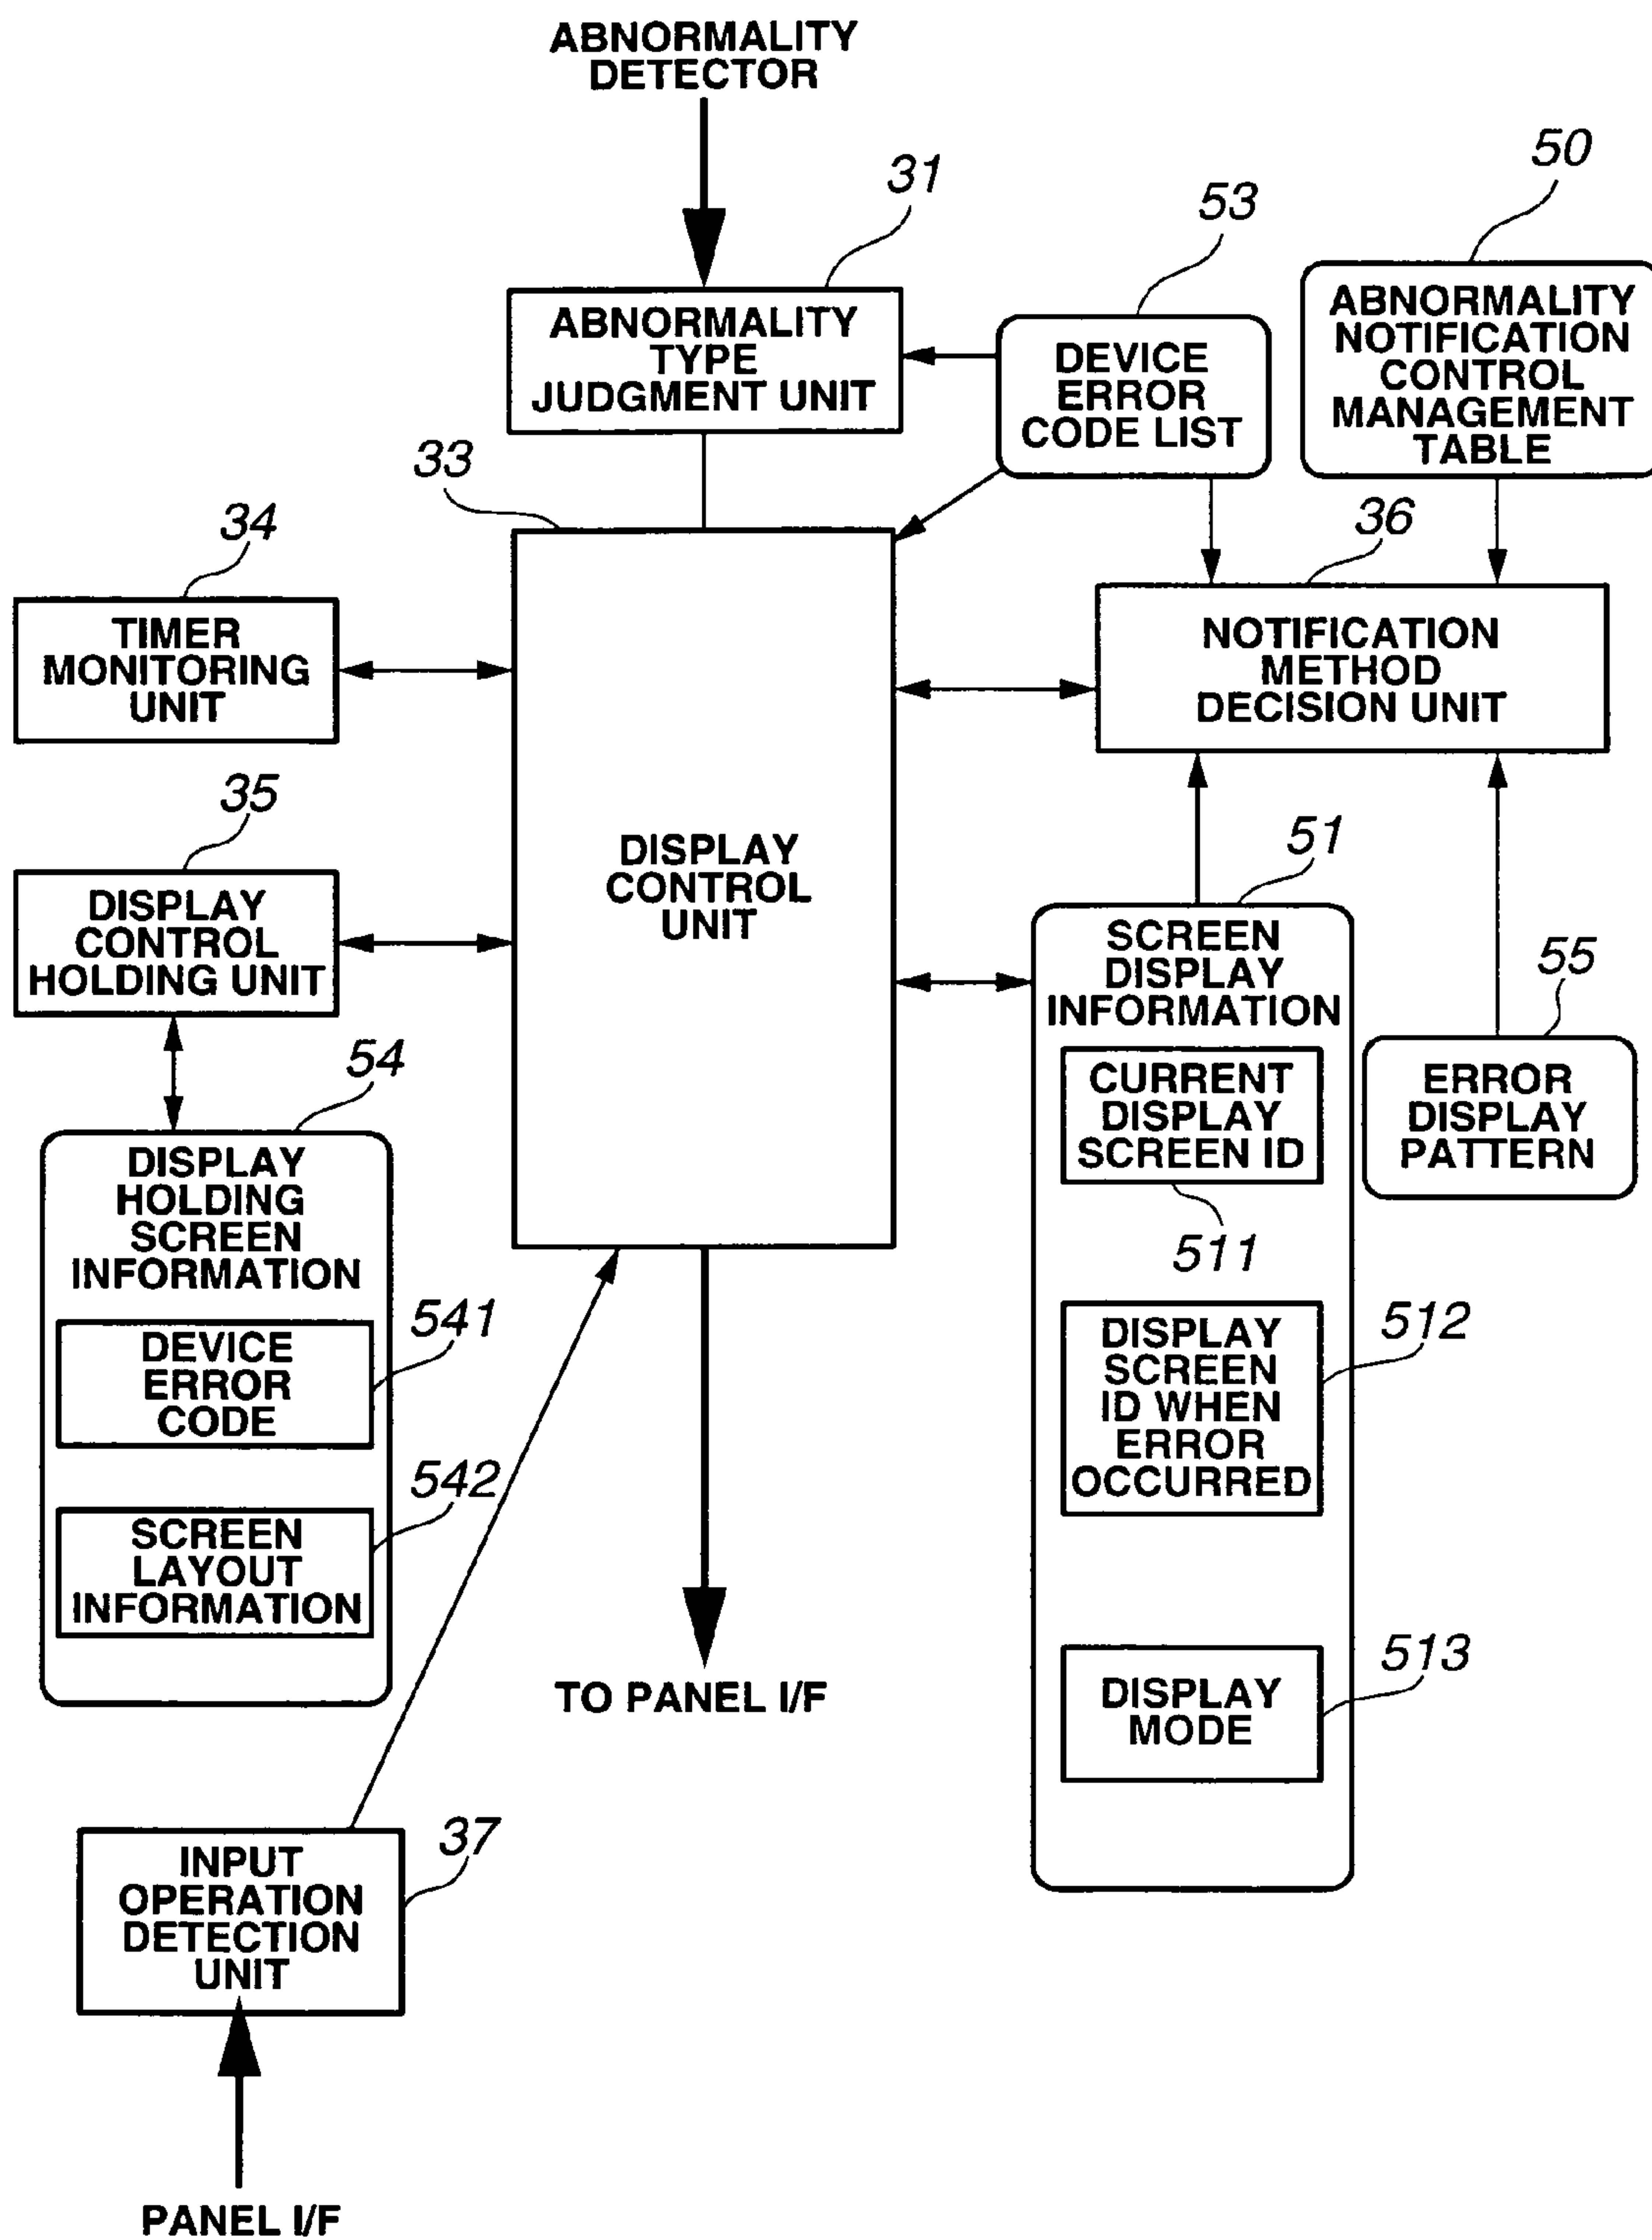 ABNORMALITY
DETECTOR
31
53
50
ABNORMALITY
TYPE
JUDGMENT UNIT
DEVICE
ERROR
CODE LIST
ABNORMALITY
NOTIFICATION
CONTROL
MANAGEMENT
TABLE
33
34
36
TIMER
MONITORING
UNIT
NOTIFICATION
METHOD
DECISION UNIT
35
DISPLAY
CONTROL
HOLDING UNIT
DISPLAY
CONTROL
UNIT
51
SCREEN
DISPLAY
INFORMATION
55
ERROR
DISPLAY
PATTERN
CURRENT
DISPLAY
SCREEN ID
511
54
DISPLAY
HOLDING
SCREEN
INFORMATION
541
DEVICE
ERROR
CODE
512
DISPLAY
SCREEN
ID WHEN
ERROR
OCCURRED
542
SCREEN
LAYOUT
INFORMATION
513
DISPLAY
MODE
TO PANEL I/F
37
INPUT
OPERATION
DETECTION
UNIT
PANEL I/F